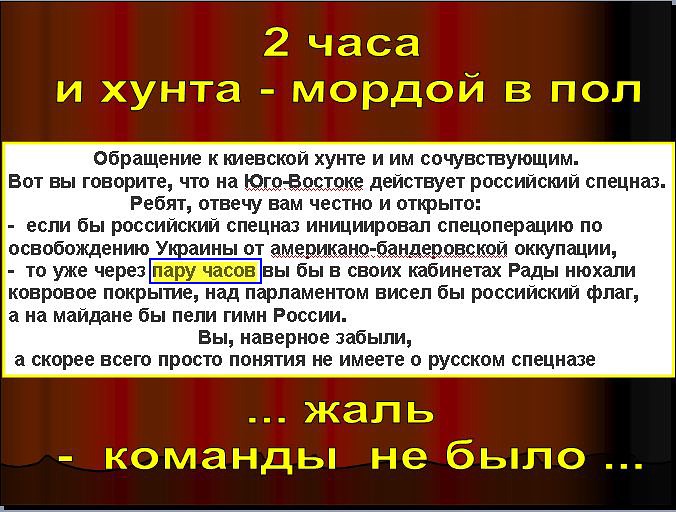 2 часа
и хунта - мордой в пол
Обращение к киевской хунте и им сочувствующим.
Вот вы говорите, что на Юго-Востоке действует российский спецназ.
Ребят, отвечу вам честно и открыто:
- если бы российский спецназ инициировал спецоперацию по
освобождению Украины от американо-бандеровской оккупации,
- то уже через пару часов вы бы в своих кабинетах Рады нюхали
ковровое покрытие, над парламентом висел бы российский флаг,
а на майдане бы пели гимн России.
Вы, наверное забыли,
а скорее всего просто понятия не имеете о русском спецназе
... жаль
- команды не было ...